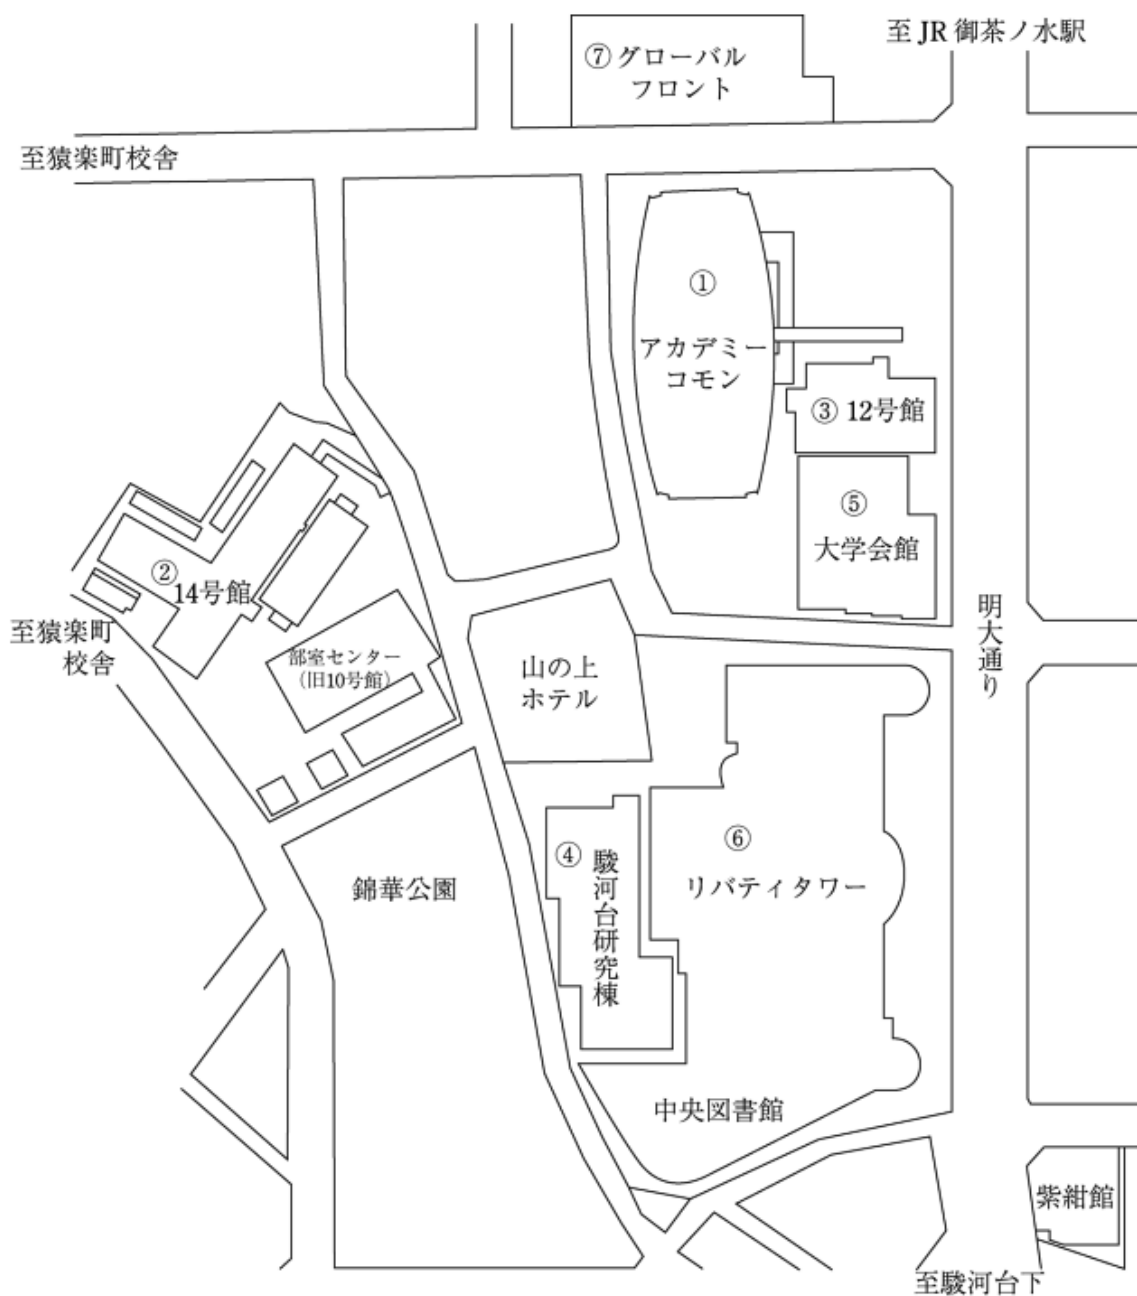 至 JR 御茶ノ水駅
⑦ グローバル
フロント
至猿楽町校舎
①
アカデミー
コモン
③ 12号館
⑤
大学会館
②
14号館
至猿楽町
校舎
部室センター
（旧10号館）
山の上
ホテル
明大通り
④
駿河台研究棟
⑥
リバティタワー
錦華公園
中央図書館
紫紺館
至駿河台下